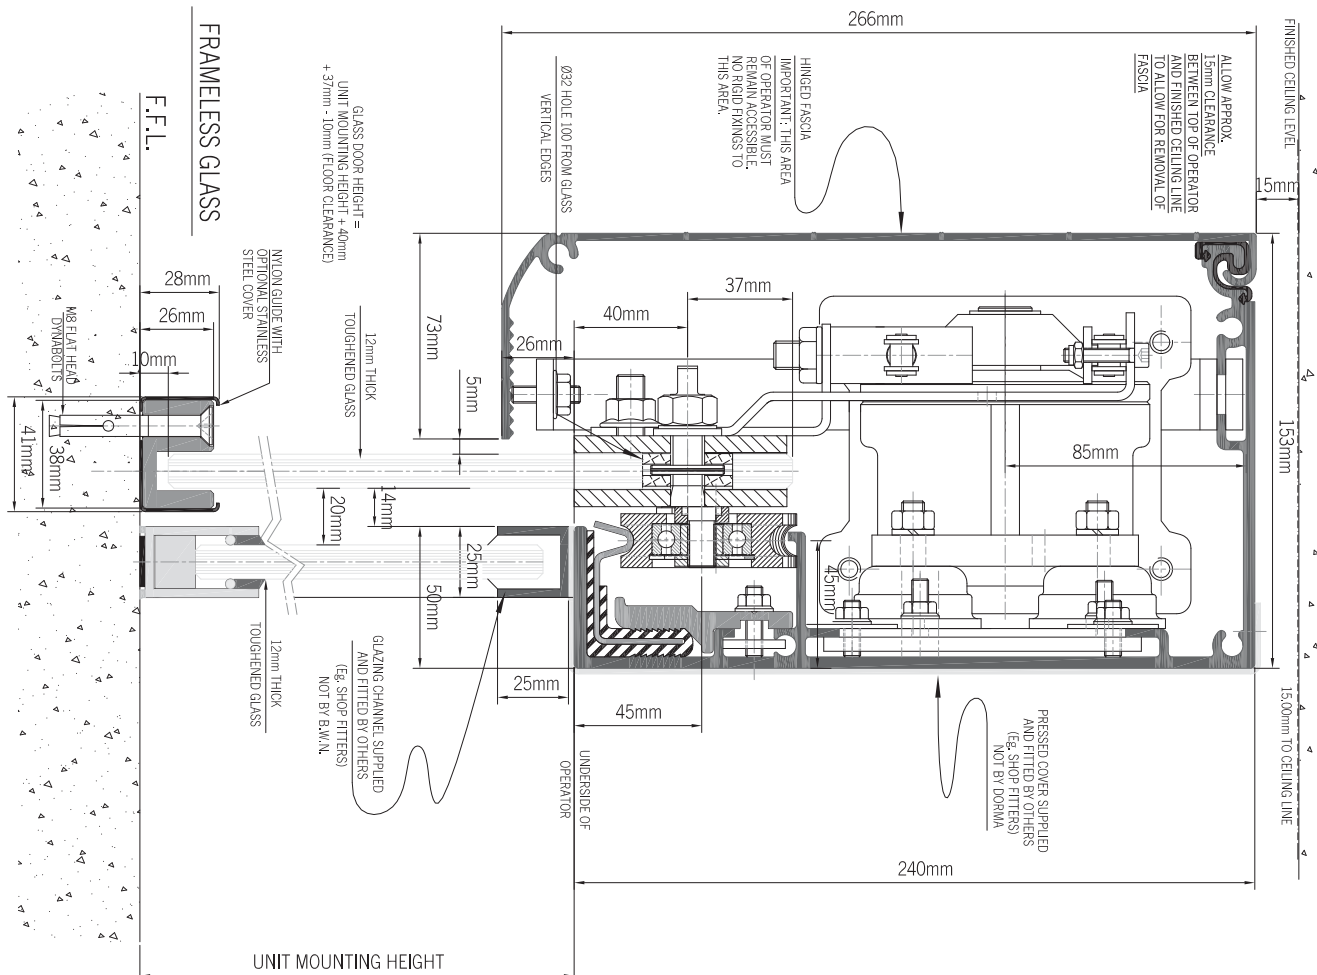 266mm
FINISHED CEILING LEVEL
ALLOW APPROX.
15mm CLEARANCE
BETWEEN TOP OF OPERATOR
AND FINISHED CEILING LINE
TO ALLOW FOR REMOVAL OF
FASCIA
15mm
HINGED FASCIA
IMPORTANT: THIS AREA
OF OPERATOR MUST
REMAIN ACCESSIBLE.
NO RIGID FIXINGS TO
THIS AREA.
Ø32 HOLE 100 FROM GLASS
VERTICAL EDGES
GLASS DOOR HEIGHT =
UNIT MOUNTING HEIGHT + 40mm
+ 37mm - 10mm (FLOOR CLEARANCE)
FRAMELESS GLASS
F.F.L.
NYLON GUIDE WITH
OPTIONAL STAINLESS
STEEL COVER
28mm
26mm
10mm
M8 FLAT HEAD
DYNABOLTS
41mm
38mm
12mm THICK
TOUGHENED GLASS
73mm
5mm
26mm
40mm
37mm
153mm
85mm
20mm
14mm
25mm
50mm
45mm
12mm THICK
TOUGHENED GLASS
GLAZING CHANNEL SUPPLIED
AND FITTED BY OTHERS
(Eg. SHOP FITTERS)
NOT BY B.W.N.
25mm
45mm
UNDERSIDE OF
OPERATOR
PRESSED COVER SUPPLIED
AND FITTED BY OTHERS
(Eg. SHOP FITTERS)
NOT BY DORMA
15.00mm TO CEILING LINE
240mm
UNIT MOUNTING HEIGHT